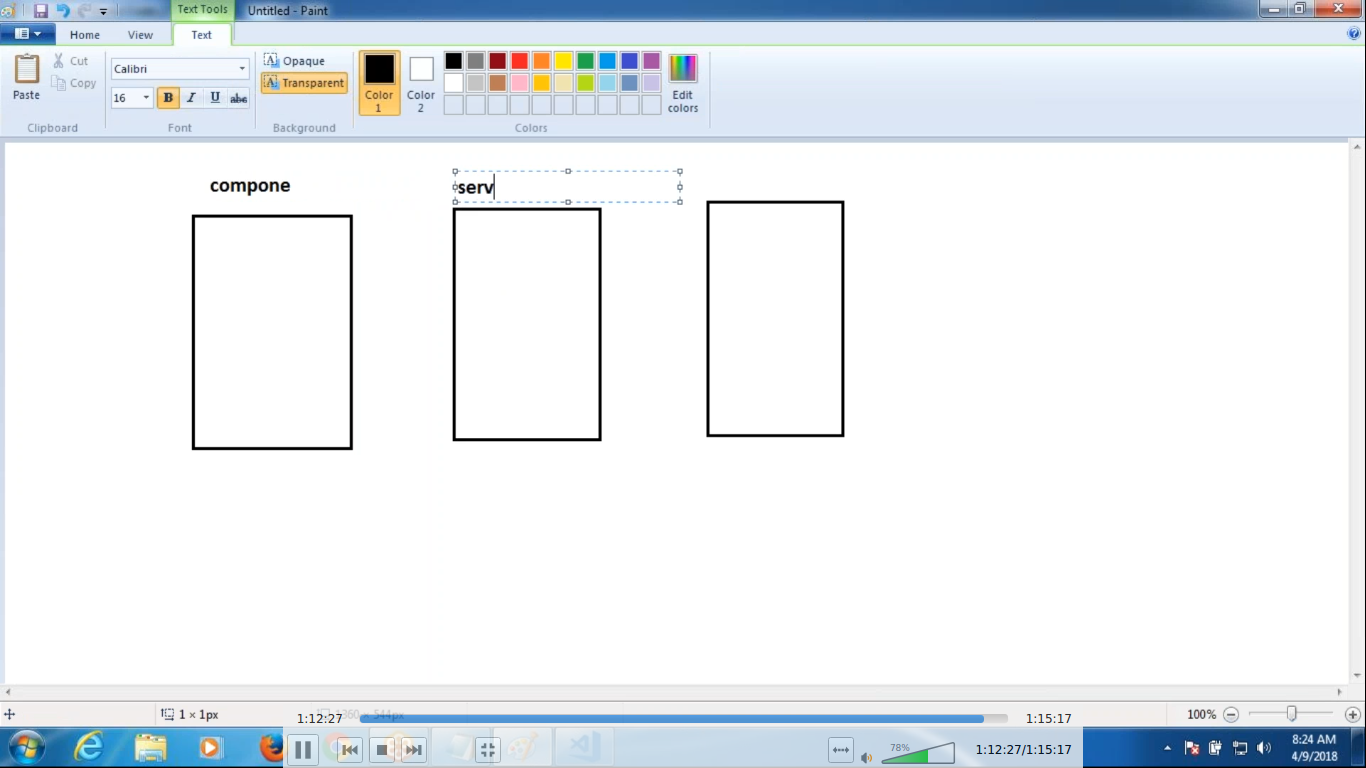 Text Tools
Untitled - Paint
Home
View
Text
Paste
Cut
Copy
Clipboard
Calibri
16
B
I
U
abc
Font
Opaque
Transparent
Background
Color
1
Color
2
Edit
colors
Colors
compone
serv
1 × 1px
1360 × 544px
100%
1:12:27
1:15:17
78%
1:12:27/1:15:17
8:24 AM
4/9/2018